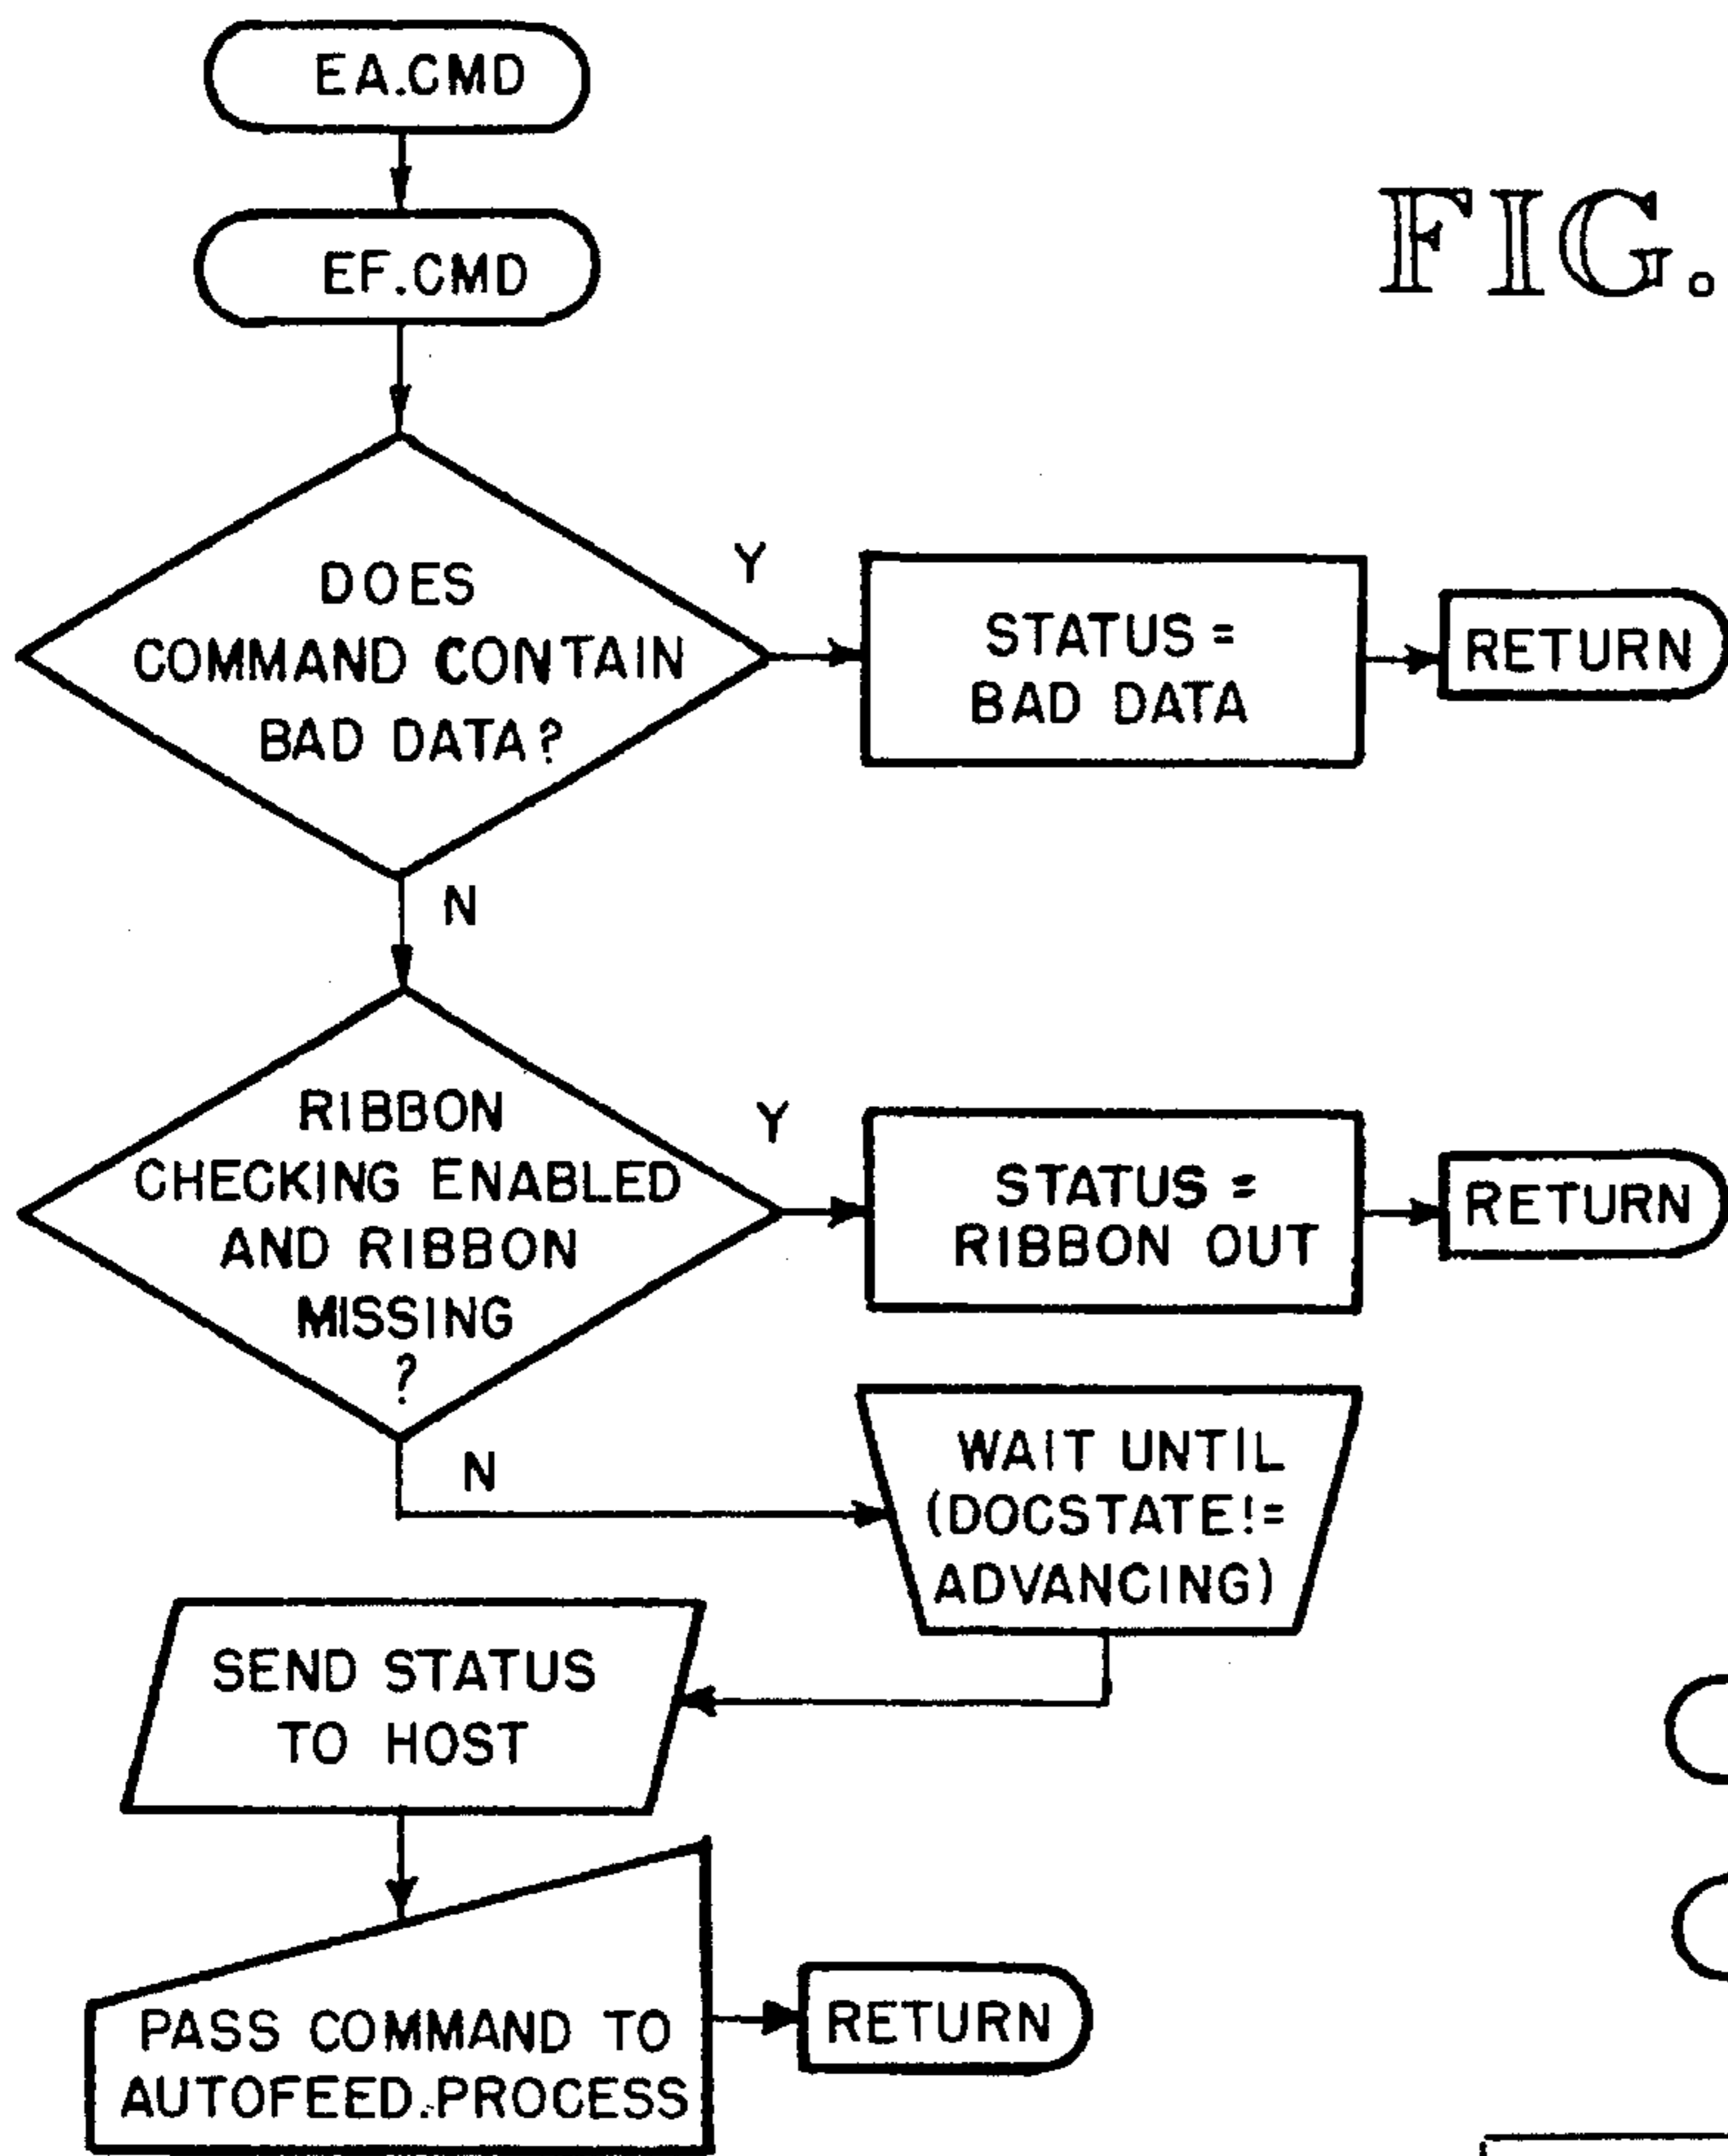 EA.CMD
EF.CMD
FIG.
DOES
COMMAND CONTAIN
BAD DATA?
Y
STATUS =
BAD DATA
RETURN
N
RIBBON
CHECKING ENABLED
AND RIBBON
MISSING
?
Y
STATUS =
RIBBON OUT
RETURN
N
WAIT UNTIL
(DOCSTATE!=
ADVANCING)
SEND STATUS
TO HOST
PASS COMMAND TO
AUTOFEED.PROCESS
RETURN